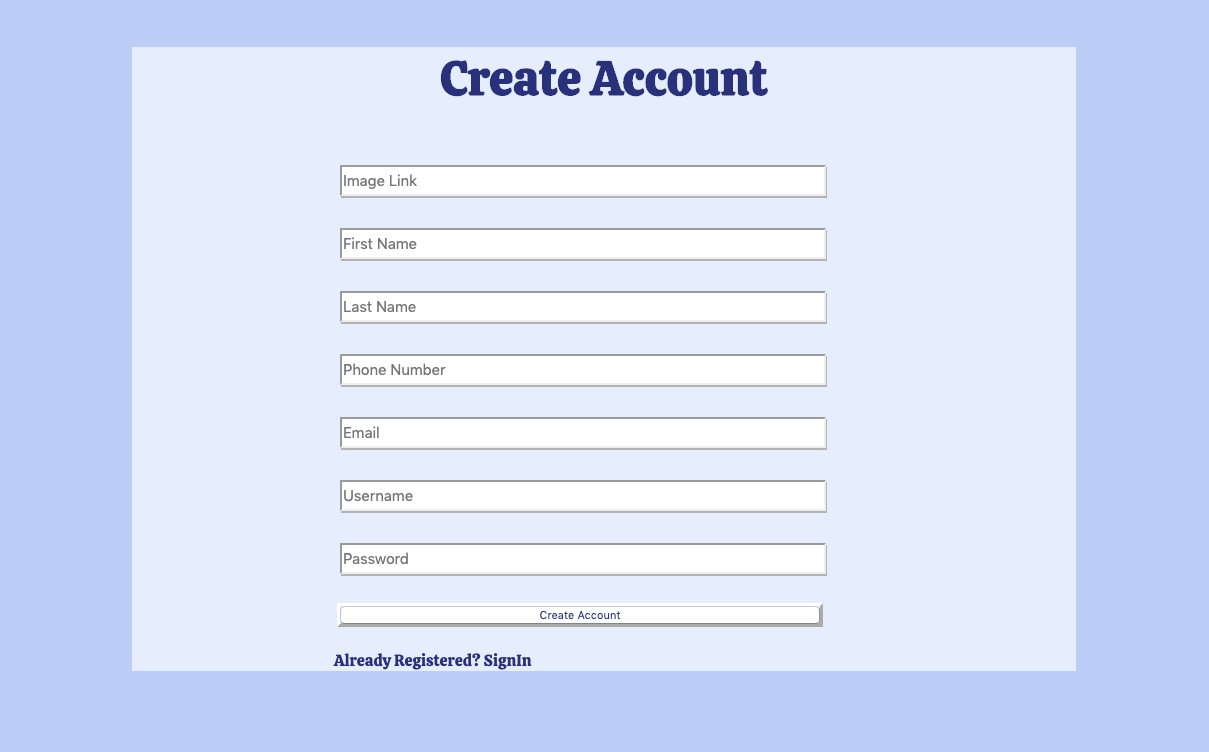 Create Account
Image Link
First Name
Last Name
Phone Number
Email
Username
Password
Create Account
Already Registered? SignIn